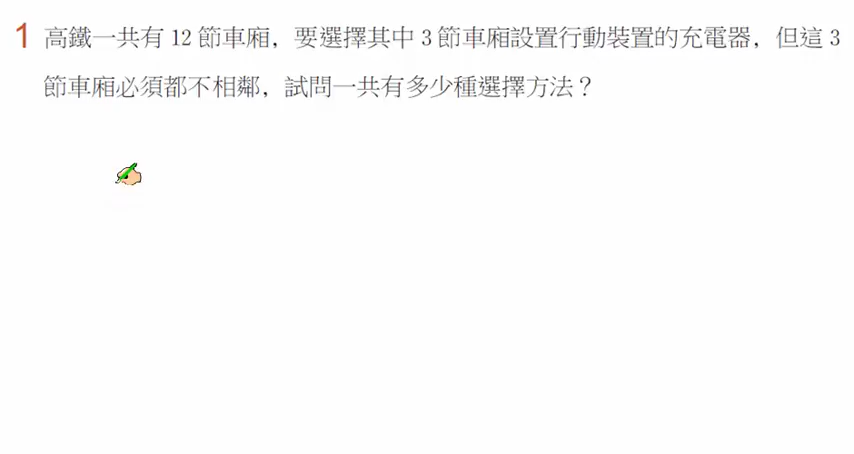 1 高鐵一共有 12 節車廂，要選擇其中 3 節車廂設置行動裝置的充電器，但這 3
節車廂必須都不相鄰，試問一共有多少種選擇方法？